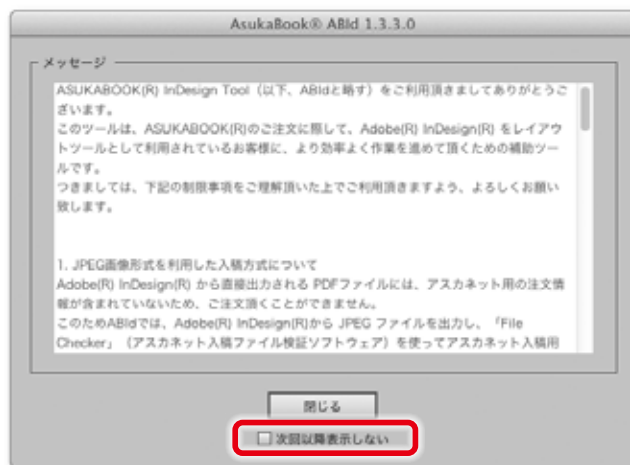 AsukaBook® ABId 1.3.3.0
メッセージ
ASUKABOOK(R) InDesign Tool（以下、ABIdと略す）をご利用頂きましてありがとうご
ざいます。
このツールは、ASUKABOOK(R)のご注文に際して、Adobe(R) InDesign(R) をレイアウ
トツールとして利用されているお客様に、より効率よく作業を進めて頂くための補助ツー
ルです。
つきましては、下記の制限事項をご理解頂いた上でご利用頂きますよう、よろしくお願い
致します。
1. JPEG画像形式を利用した入稿方式について
Adobe(R) InDesign(R) から直接出力される PDFファイルには、アスカネット用の注文情
報が含まれていないため、ご注文頂くことができません。
このためABIdでは、Adobe(R) InDesign(R)から JPEG ファイルを出力し、「File
Checker」（アスカネット入稿ファイル検証ソフトウェア）を使ってアスカネット入稿用
閉じる
次回以降表示しない